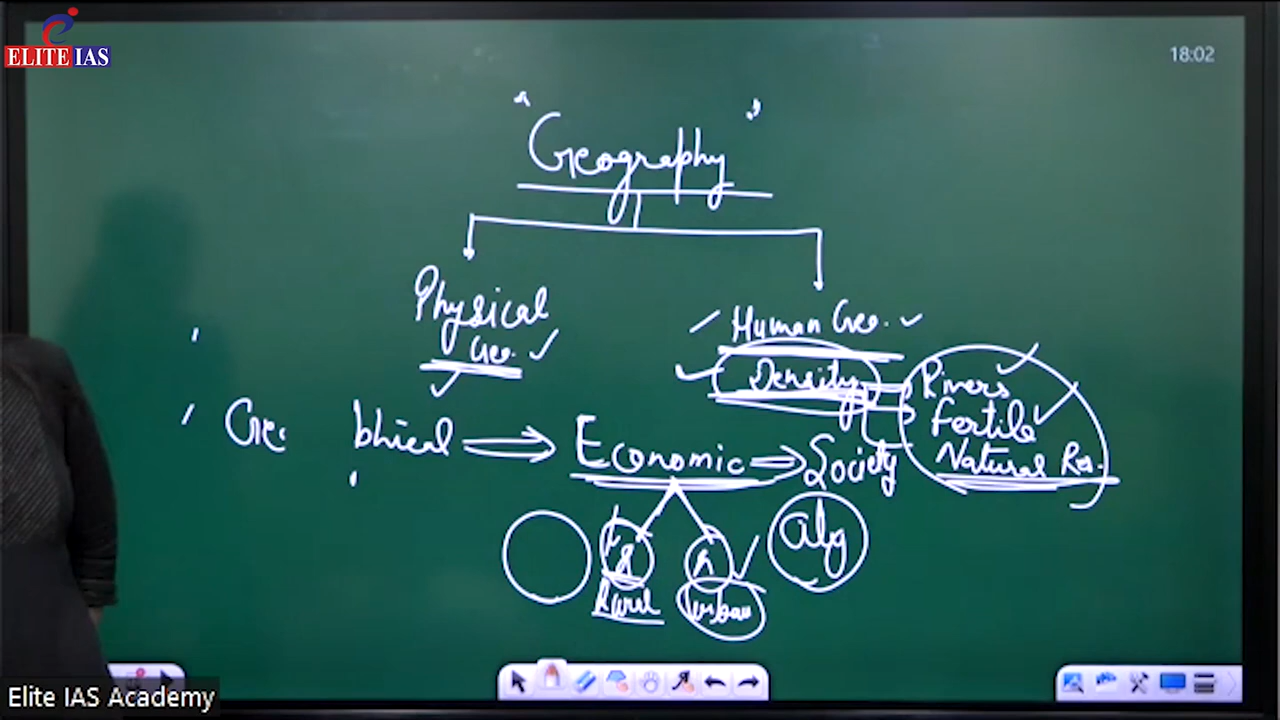 ELITE IAS
18:02
"Geography"
Physical
Geo.
Human Geo.
Density
Rivers
Fertile
Natural Res.
Geo phical ⇒ Economic ⇒ Society
Rural Urban
Elite IAS Academy